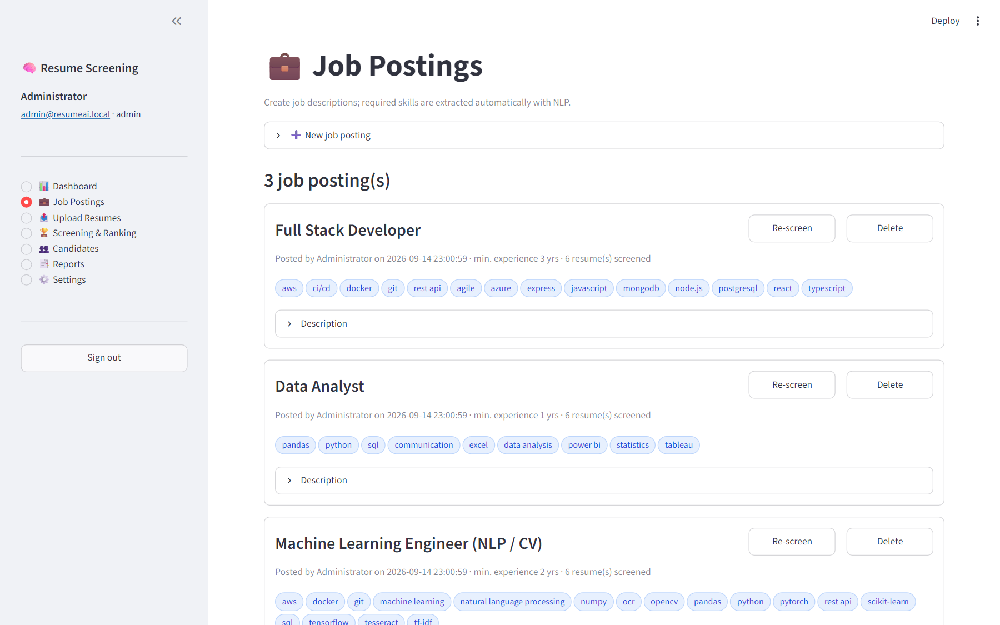 Deploy
Resume Screening
Administrator
admin@resumeai.local · admin
Dashboard
Job Postings
Upload Resumes
Screening & Ranking
Candidates
Reports
Settings
Sign out
Job Postings
Create job descriptions; required skills are extracted automatically with NLP.
New job posting
3 job posting(s)
Full Stack Developer
Re-screen
Delete
Posted by Administrator on 2026-09-14 23:00:59 · min. experience 3 yrs · 6 resume(s) screened
aws ci/cd docker git rest api agile azure express javascript mongodb node.js postgresql react typescript
Description
Data Analyst
Re-screen
Delete
Posted by Administrator on 2026-09-14 23:00:59 · min. experience 1 yrs · 6 resume(s) screened
pandas python sql communication excel data analysis power bi statistics tableau
Description
Machine Learning Engineer (NLP / CV)
Re-screen
Delete
Posted by Administrator on 2026-09-14 23:00:59 · min. experience 2 yrs · 6 resume(s) screened
aws docker git machine learning natural language processing numpy ocr opencv pandas python pytorch rest api scikit-learn
sql tensorflow tesseract tf-idf